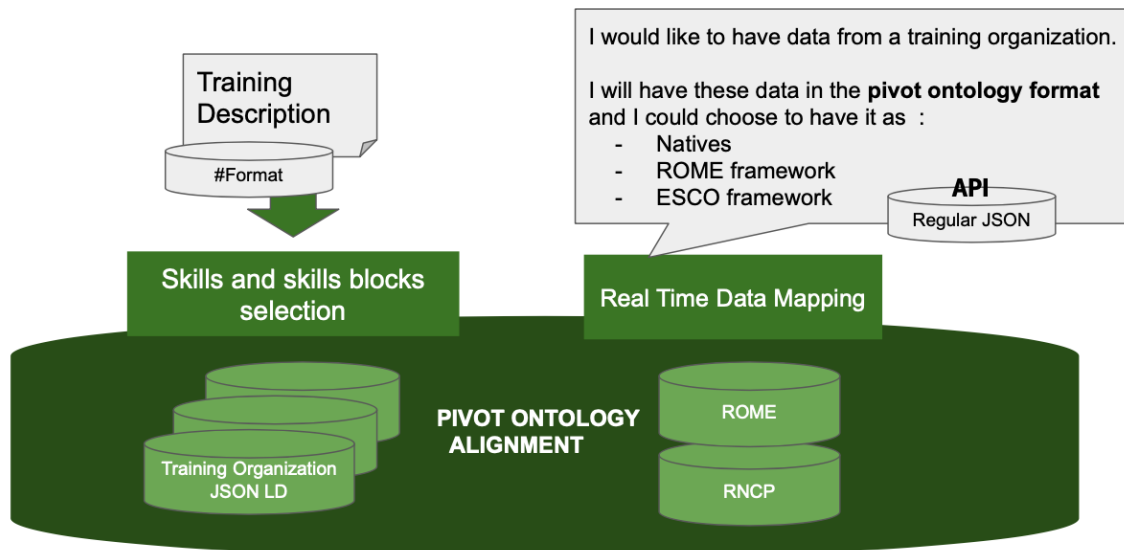 Training
Description
#Format
I would like to have data from a training organization.
I will have these data in the pivot ontology format
and I could choose to have it as :
- Natives
- ROME framework
- ESCO framework
API
Regular JSON
Skills and skills blocks
selection
Real Time Data Mapping
PIVOT ONTOLOGY
ALIGNMENT
Training Organization
JSON LD
ROME
RNCP